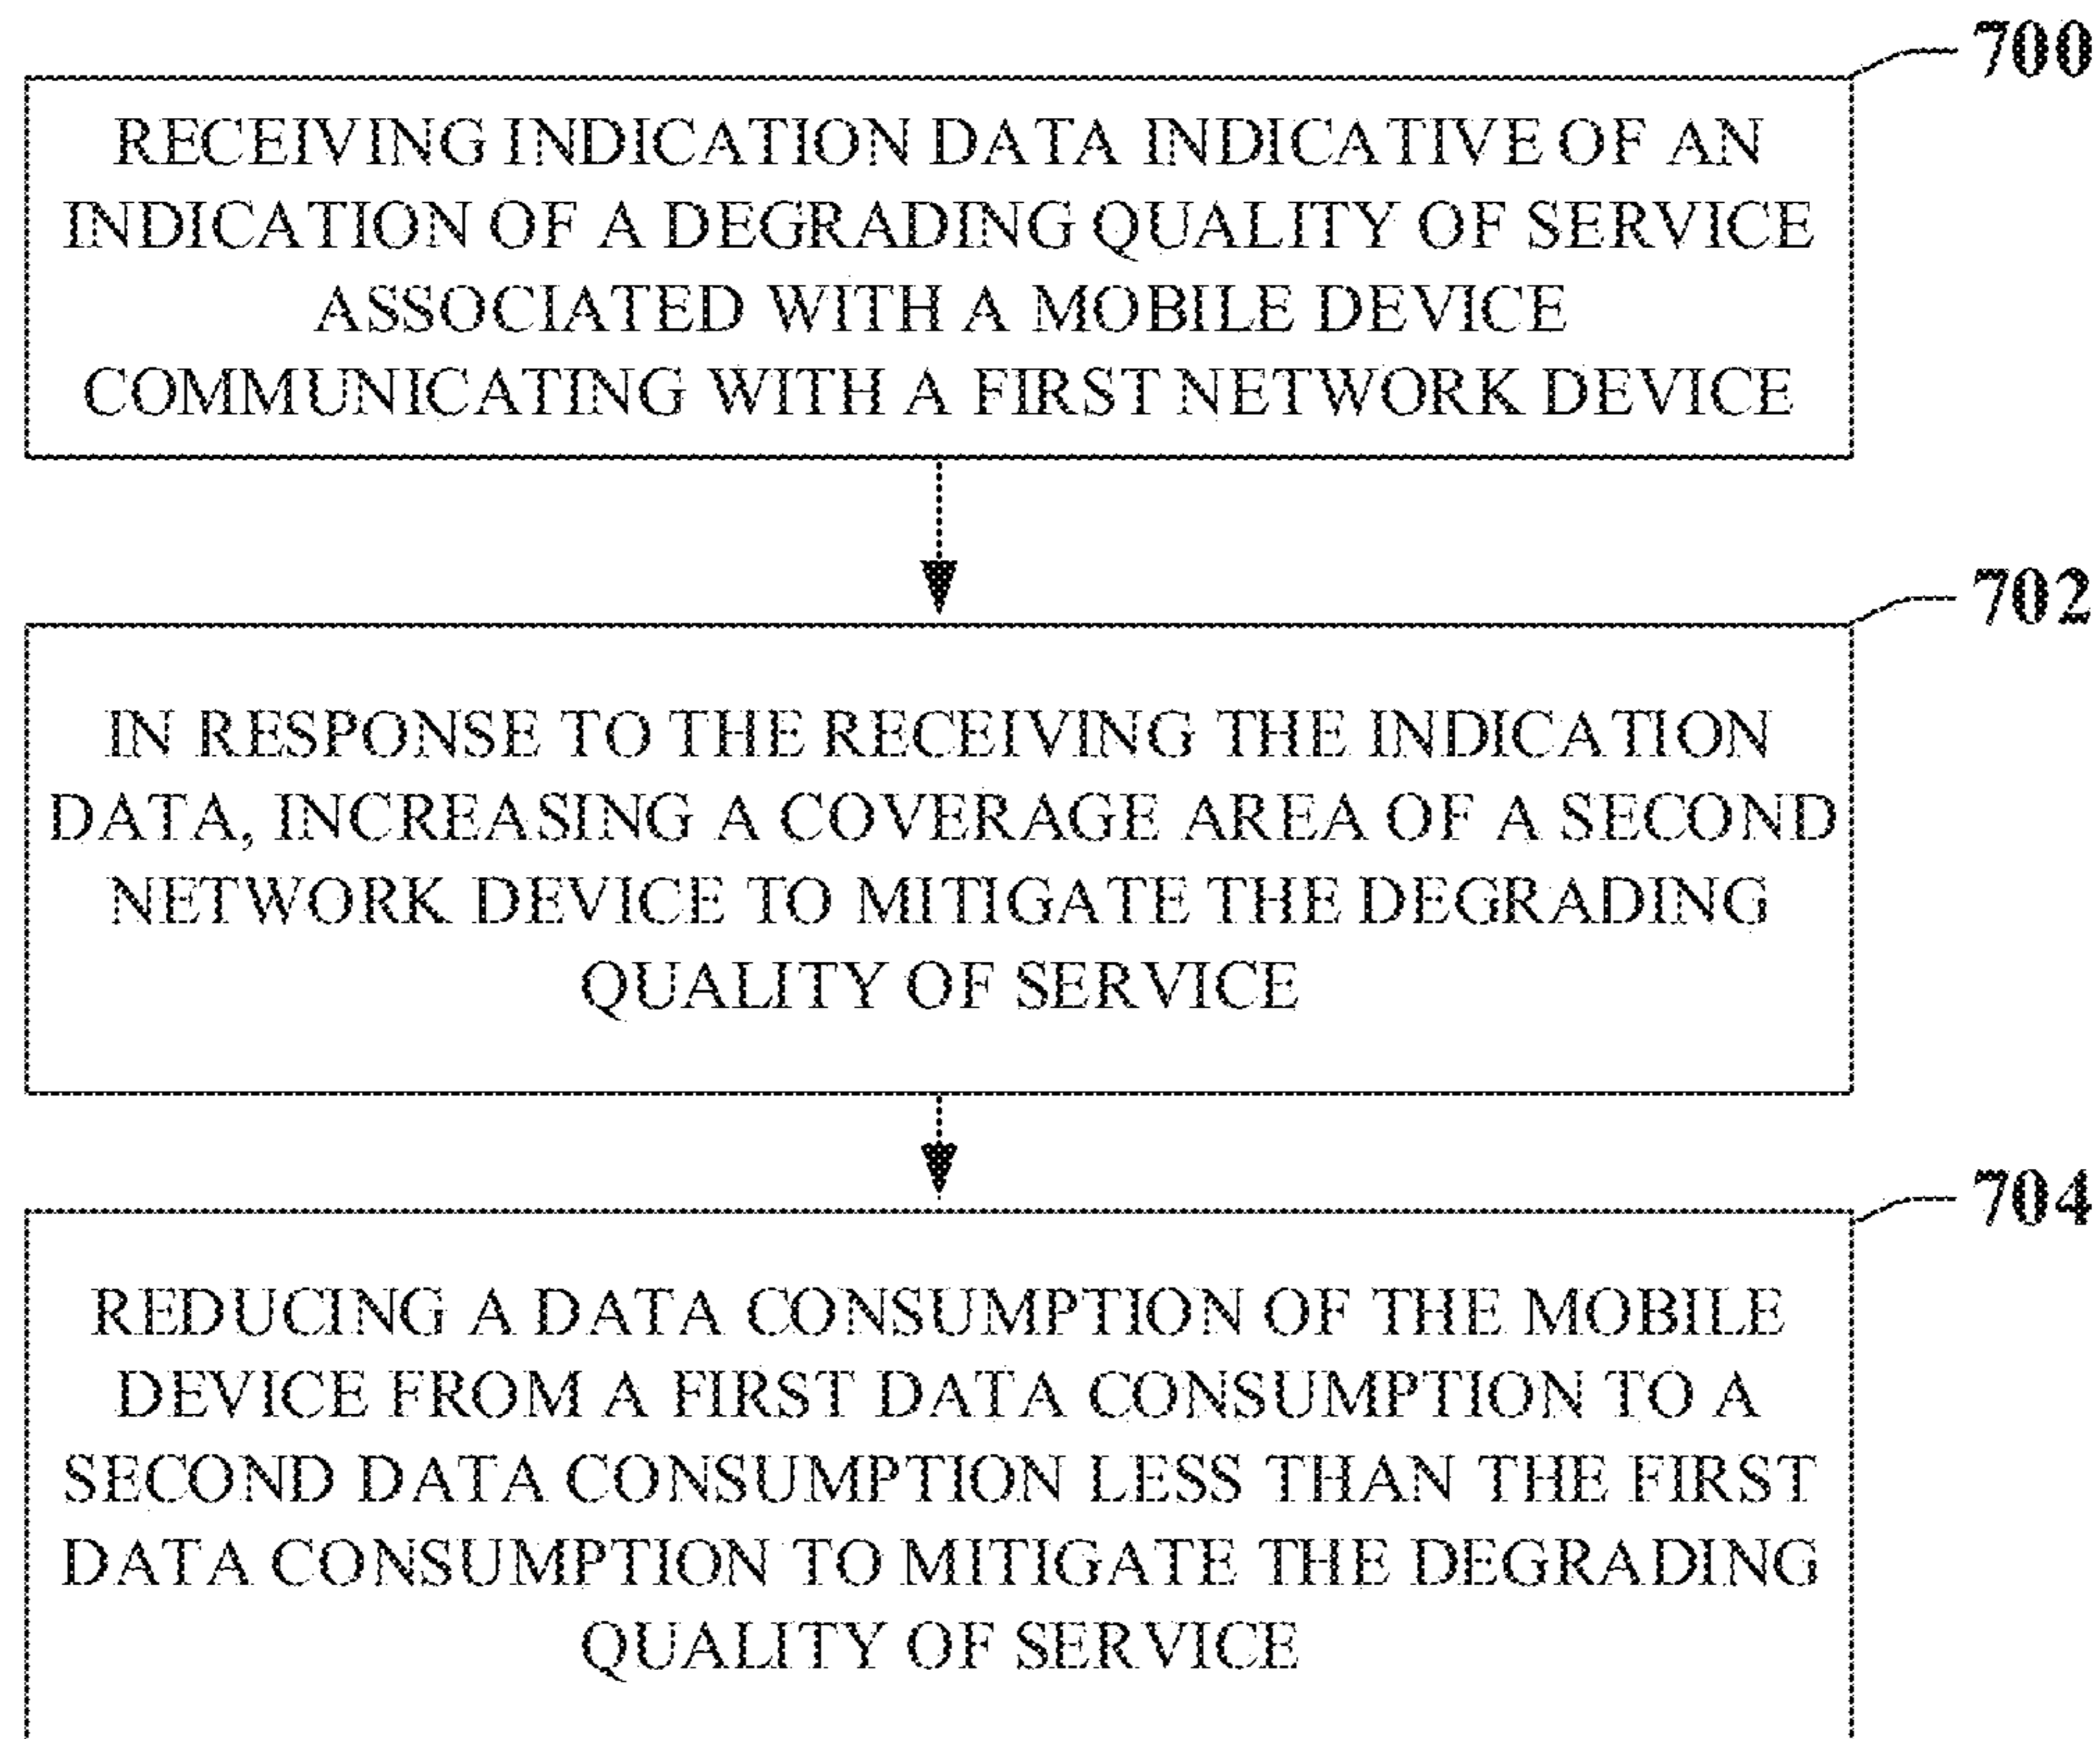 700
RECEIVING INDICATION DATA INDICATIVE OF AN
INDICATION OF A DEGRADING QUALITY OF SERVICE
ASSOCIATED WITH A MOBILE DEVICE
COMMUNICATING WITH A FIRST NETWORK DEVICE
702
IN RESPONSE TO THE RECEIVING THE INDICATION
DATA, INCREASING A COVERAGE AREA OF A SECOND
NETWORK DEVICE TO MITIGATE THE DEGRADING
QUALITY OF SERVICE
704
REDUCING A DATA CONSUMPTION OF THE MOBILE
DEVICE FROM A FIRST DATA CONSUMPTION TO A
SECOND DATA CONSUMPTION LESS THAN THE FIRST
DATA CONSUMPTION TO MITIGATE THE DEGRADING
QUALITY OF SERVICE